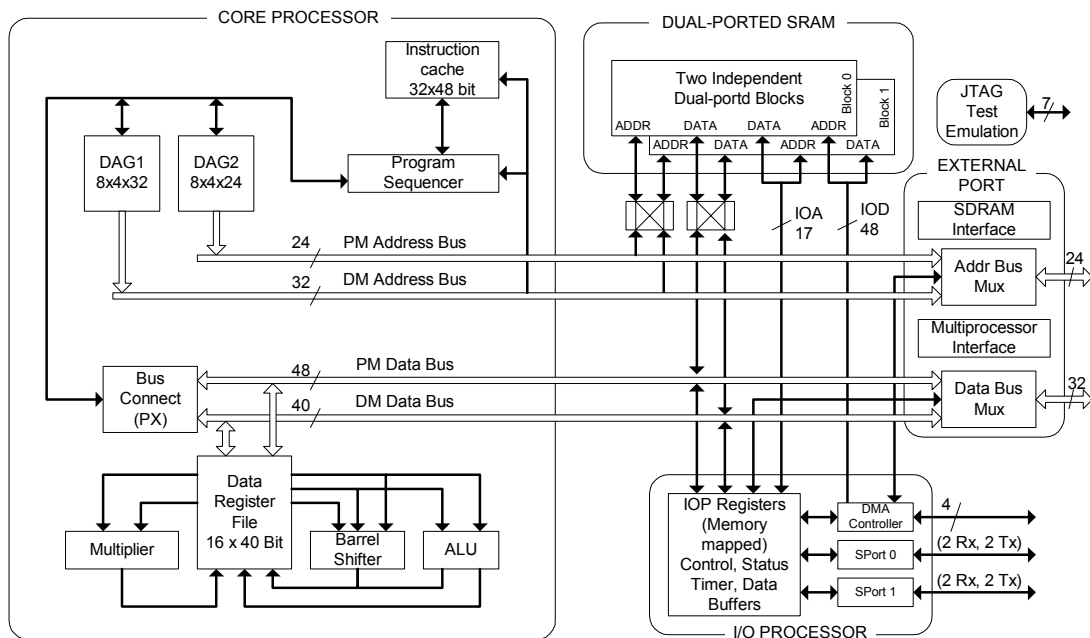 CORE PROCESSOR
Instruction
cache
32x48 bit
DAG1
8x4x32
DAG2
8x4x24
Program
Sequencer
24
PM Address Bus
32
DM Address Bus
48
PM Data Bus
40
DM Data Bus
Bus
Connect
(PX)
Data
Register
File
16 x 40 Bit
Multiplier
Barrel
Shifter
ALU
DUAL-PORTED SRAM
Two Independent
Dual-portd Blocks
Block 0
Block 1
ADDR DATA DATA ADDR
ADDR DATA ADDR DATA
IOA
17
IOD
48
JTAG
Test
Emulation
7
EXTERNAL
PORT
SDRAM
Interface
Addr Bus
Mux
24
Multiprocessor
Interface
Data Bus
Mux
32
IOP Registers
(Memory
mapped)
Control, Status
Timer, Data
Buffers
DMA
Controller
4
SPort 0
(2 Rx, 2 Tx)
SPort 1
(2 Rx, 2 Tx)
I/O PROCESSOR